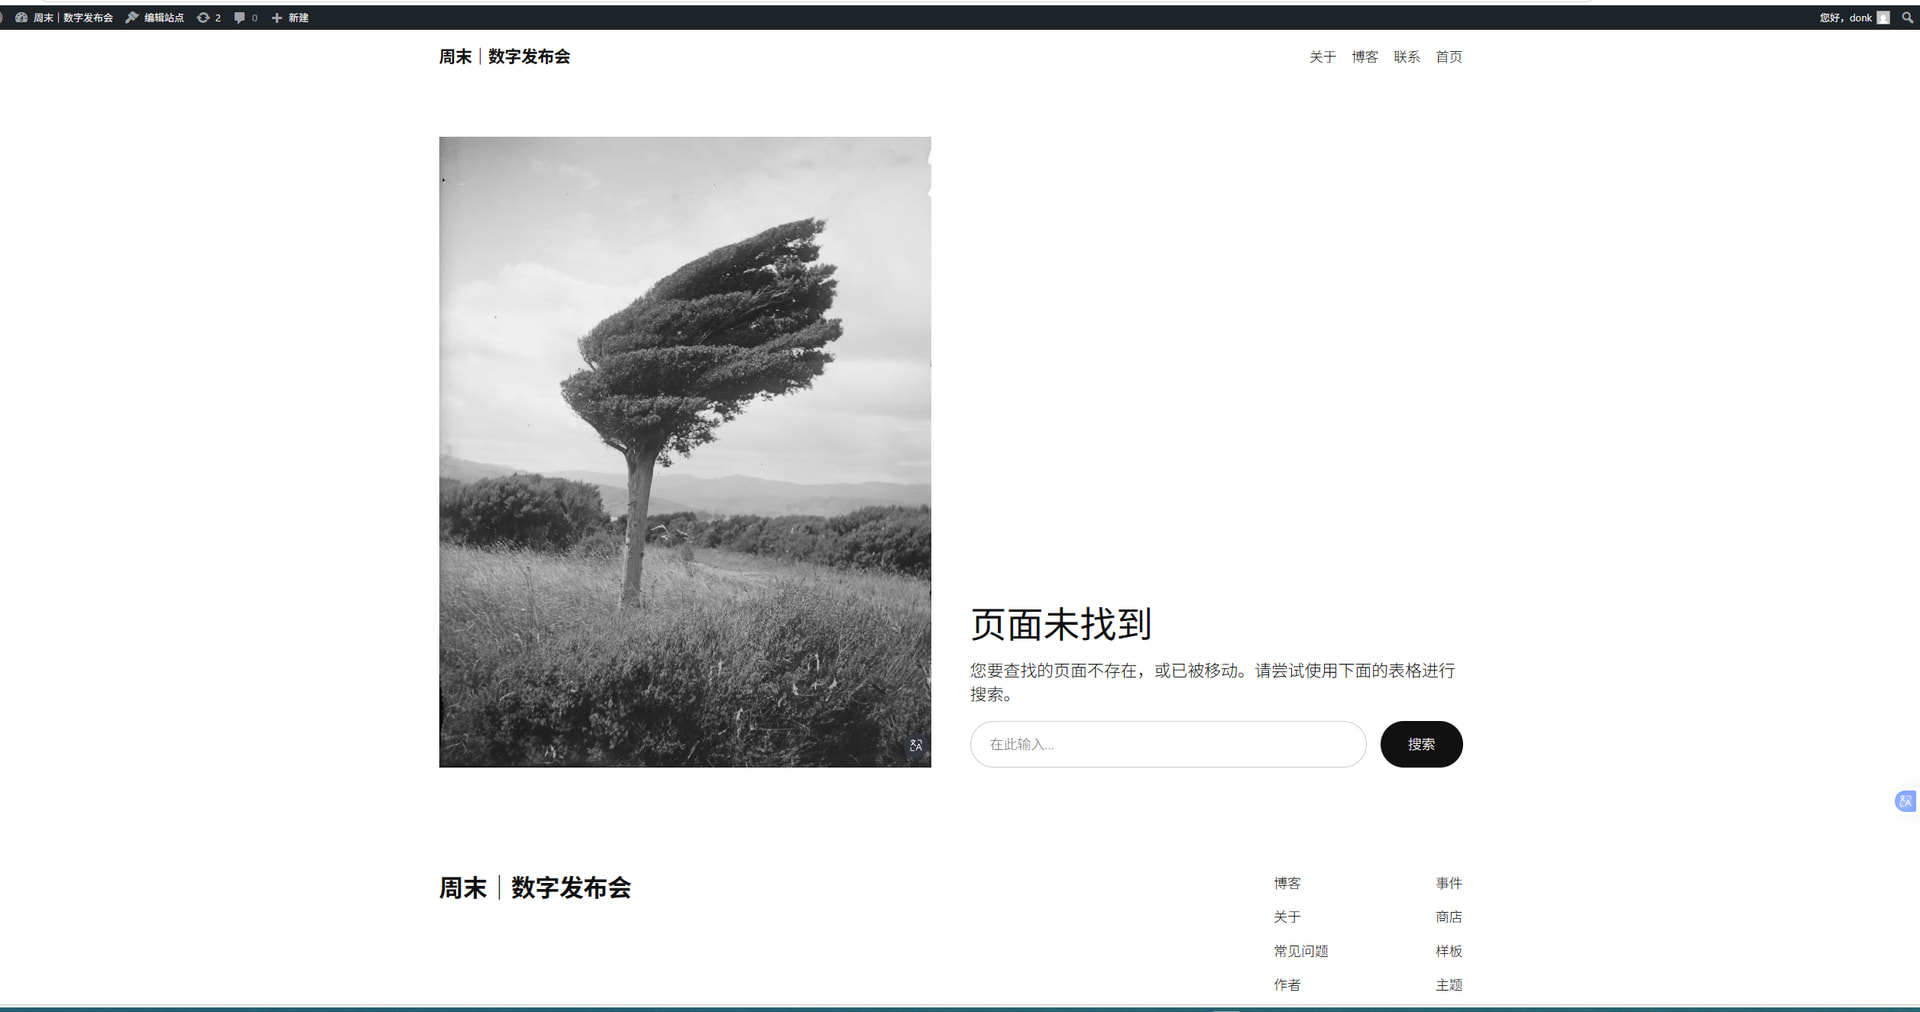 周末｜数字发布会 编辑站点 2 0 新建 您好，donk
周末｜数字发布会 关于 博客 联系 首页
页面未找到
您要查找的页面不存在，或已被移动。请尝试使用下面的表格进行
搜索。
在此输入... 搜索
周末｜数字发布会
博客 事件
关于 商店
常见问题 样板
作者 主题